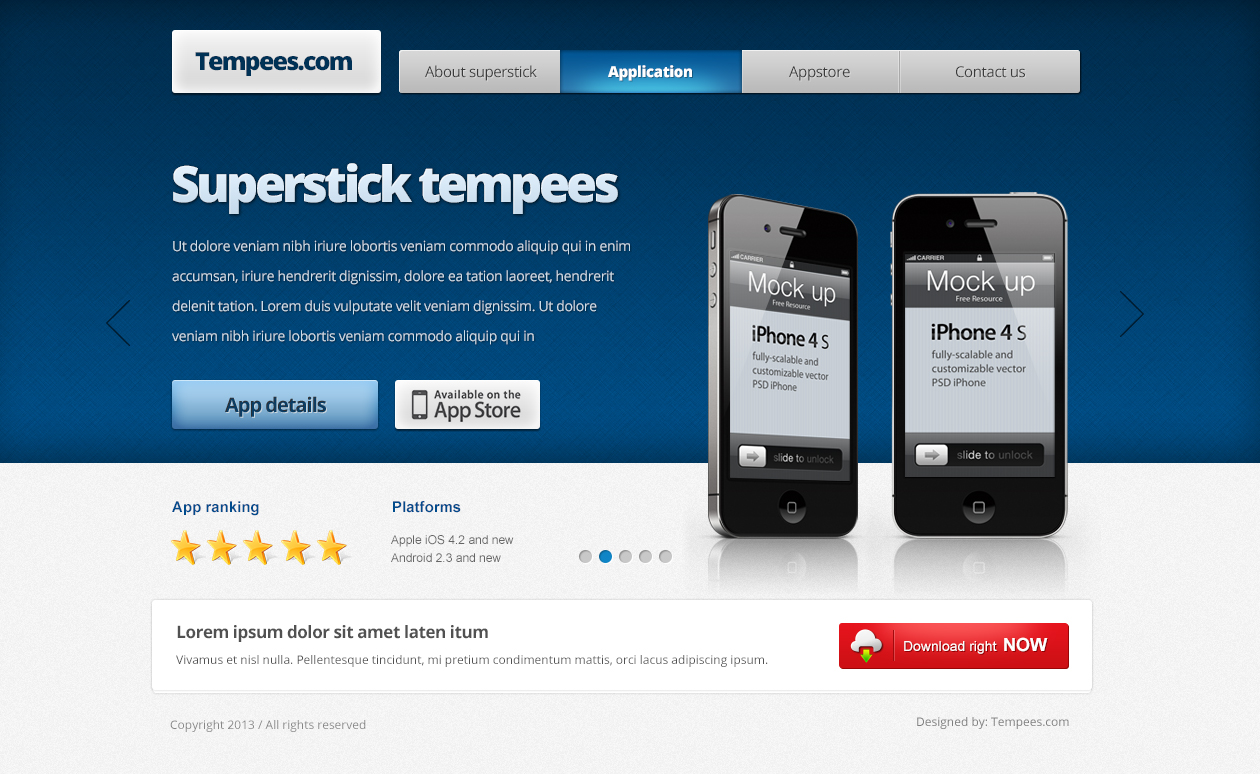 Tempees.com
About superstick
Application
Appstore
Contact us
Superstick tempees
Ut dolore veniam nibh iriure lobortis veniam commodo aliquip qui in enim
accumsan, iriure hendrerit dignissim, dolore ea tation laoreet, hendrerit
delenit tation. Lorem duis vulputate velit veniam dignissim. Ut dolore
veniam nibh iriure lobortis veniam commodo aliquip qui in
App details
Available on the
App Store
CARRIER
Mock up
Free Resource
iPhone 4 S
fully-scalable and
customizable vector
PSD iPhone
slide to unlock
CARRIER
Mock up
Free Resource
iPhone 4 S
fully-scalable and
customizable vector
PSD iPhone
slide to unlock
App ranking
Platforms
Apple iOS 4.2 and new
Android 2.3 and new
Lorem ipsum dolor sit amet laten itum
Vivamus et nisl nulla. Pellentesque tincidunt, mi pretium condimentum mattis, orci lacus adipiscing ipsum.
Download right NOW
Copyright 2013 / All rights reserved
Designed by: Tempees.com